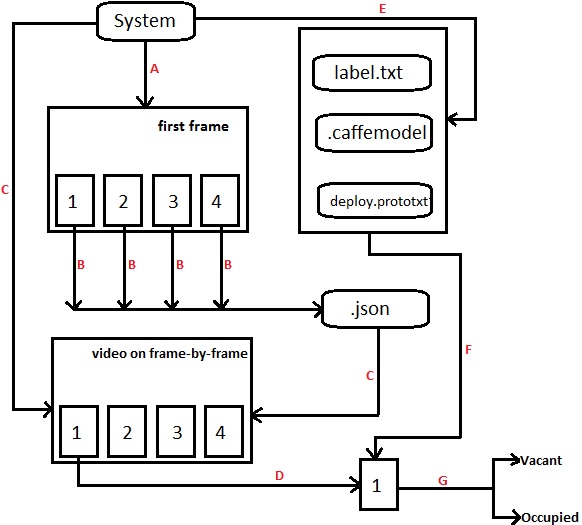 System
E
C
A
label.txt
first frame
.caffemodel
1 2 3 4
deploy.prototxt
B B B B
.json
video on frame-by-frame
F
C
1 2 3 4
D
1
G
Vacant
Occupied